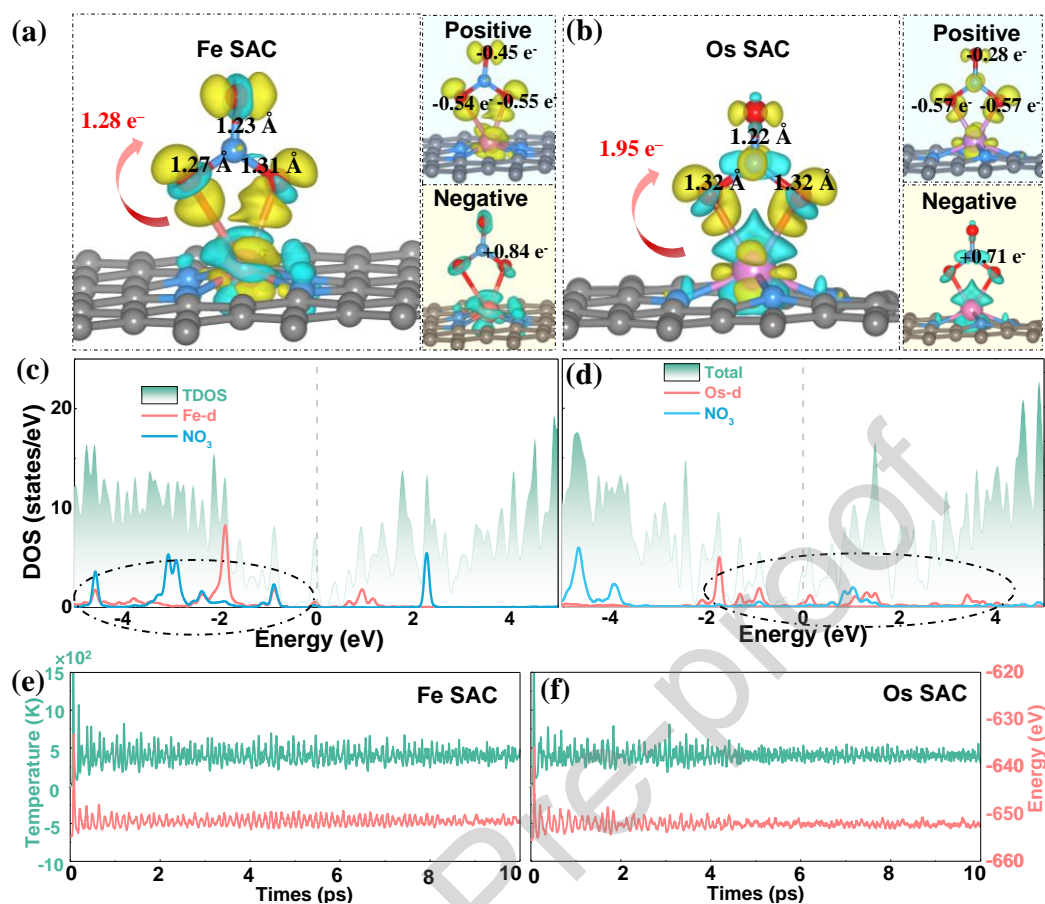 (a)
Fe SAC
1.28 e⁻
1.23 Å
1.27 Å
1.31 Å
Positive
-0.45 e-
-0.54 e-
-0.55 e-
Negative
+0.84 e-
(b)
Os SAC
1.95 e⁻
1.22 Å
1.32 Å
1.32 Å
Positive
-0.28 e-
-0.57 e-
-0.57 e-
Negative
+0.71 e-
(c)
TDOS
Fe-d
NO₃
DOS (states/eV)
20
10
0
-4 -2 0 2 4
Energy (eV)
(d)
Total
Os-d
NO₃
-4 -2 0 2 4
Energy (eV)
(e)
×10²
Fe SAC
Temperature (K)
15
10
5
0
-5
-10
0 2 4 6 8 10
Times (ps)
(f)
Os SAC
-620
-630
-640
-650
-660
Energy (eV)
0 2 4 6 8 10
Times (ps)
Pre-proof